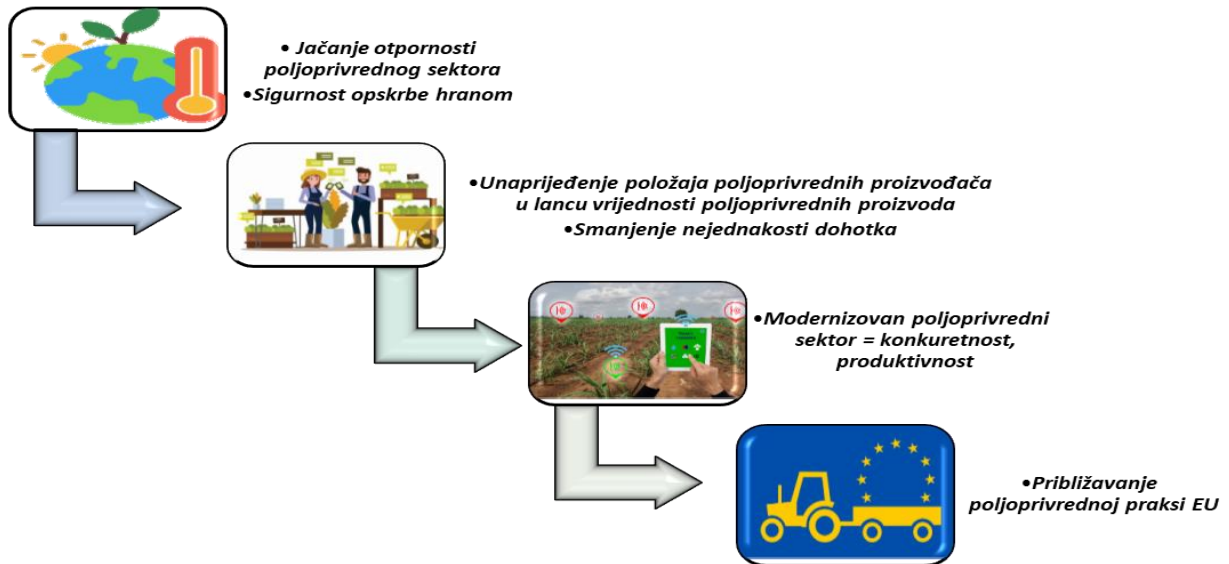 • Jačanje otpornosti
poljoprivrednog sektora
•Sigurnost opskrbe hranom
•Unaprijeđenje položaja poljoprivrednih proizvođača
u lancu vrijednosti poljoprivrednih proizvoda
•Smanjenje nejednakosti dohotka
•Modernizovan poljoprivredni
sektor = konkuretnost,
produktivnost
•Približavanje
poljoprivrednoj praksi EU